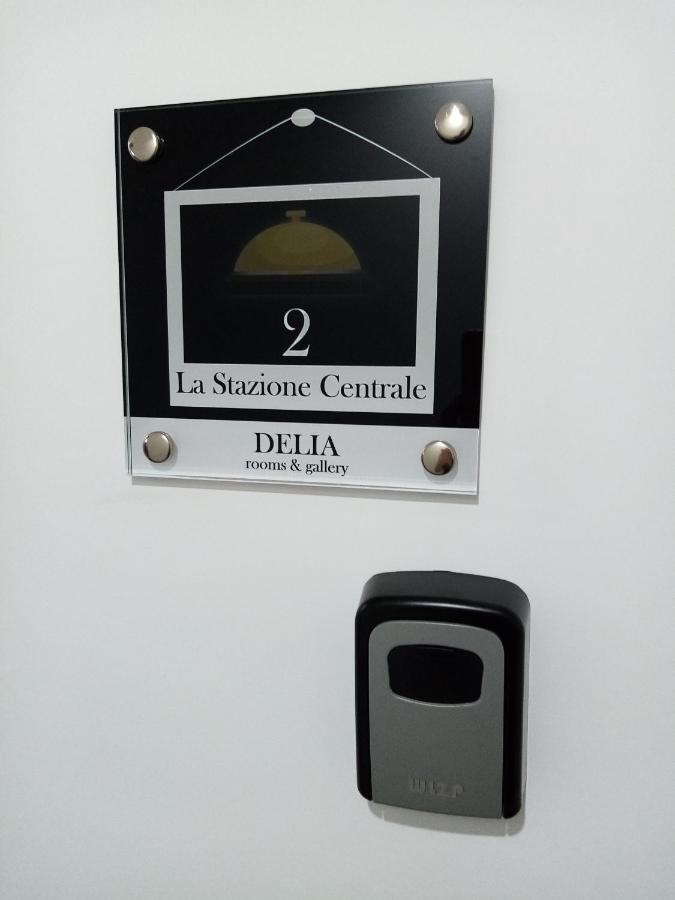 2
La Stazione Centrale
DELIA
rooms & gallery